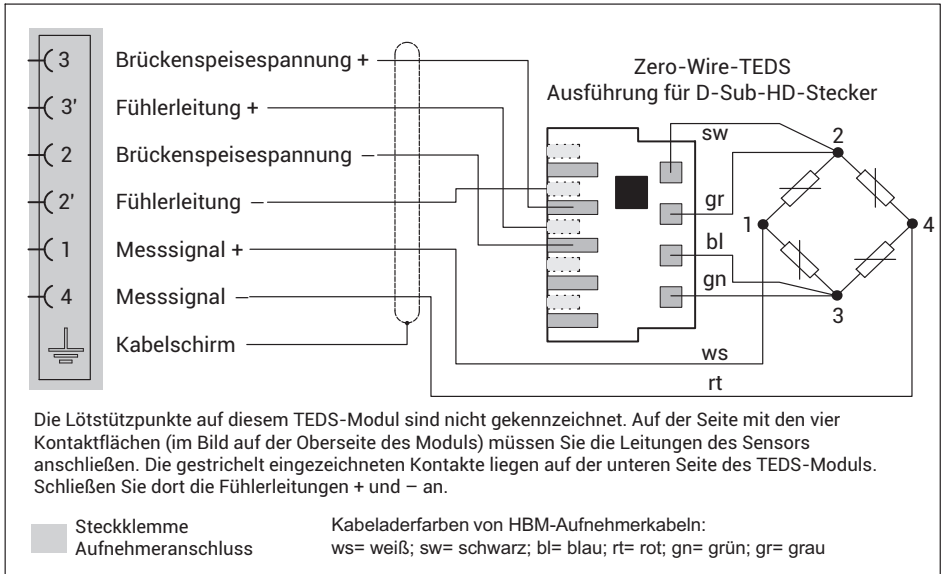 3 Brückenspeisespannung +
3' Fühlerleitung +
2 Brückenspeisespannung –
2' Fühlerleitung –
1 Messsignal +
4 Messsignal –
Kabelschirm
Zero-Wire-TEDS
Ausführung für D-Sub-HD-Stecker
sw
gr
bl
gn
ws
rt
2
1
4
3
Die Lötstützpunkte auf diesem TEDS-Modul sind nicht gekennzeichnet. Auf der Seite mit den vier
Kontaktflächen (im Bild auf der Oberseite des Moduls) müssen Sie die Leitungen des Sensors
anschließen. Die gestrichelt eingezeichneten Kontakte liegen auf der unteren Seite des TEDS-Moduls.
Schließen Sie dort die Fühlerleitungen + und – an.
Steckklemme
Aufnehmeranschluss
Kabeladerfarben von HBM-Aufnehmerkabeln:
ws= weiß; sw= schwarz; bl= blau; rt= rot; gn= grün; gr= grau